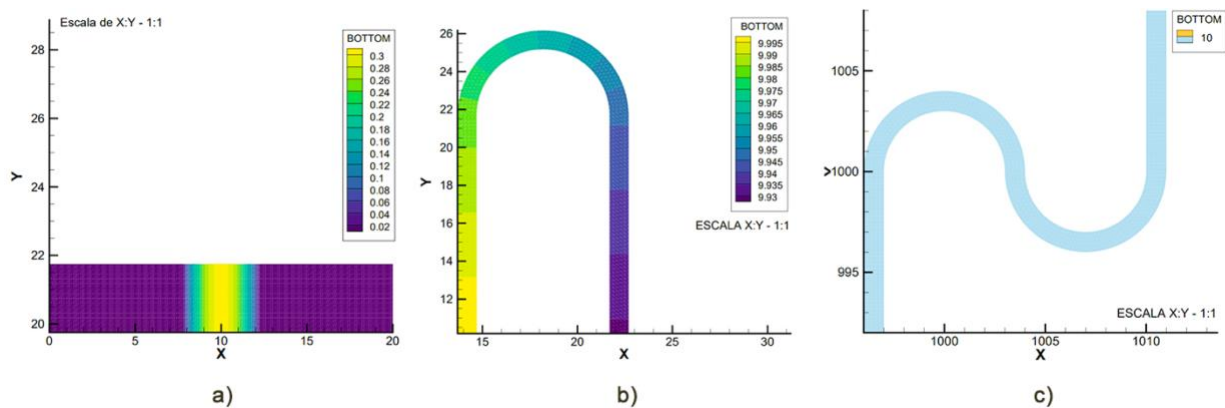 Escala de X:Y - 1:1
BOTTOM
0.3
0.28
0.26
0.24
0.22
0.2
0.18
0.16
0.14
0.12
0.1
0.08
0.06
0.04
0.02
28
26
24
22
20
Y
0 5 10 15 20
X
a)
BOTTOM
9.995
9.99
9.985
9.98
9.975
9.97
9.965
9.96
9.955
9.95
9.945
9.94
9.935
9.93
ESCALA X:Y - 1:1
26
24
22
20
18
16
14
12
Y
15 20 25 30
X
b)
BOTTOM
10
1005
1000
995
Y
ESCALA X:Y - 1:1
1000 1005 1010
X
c)